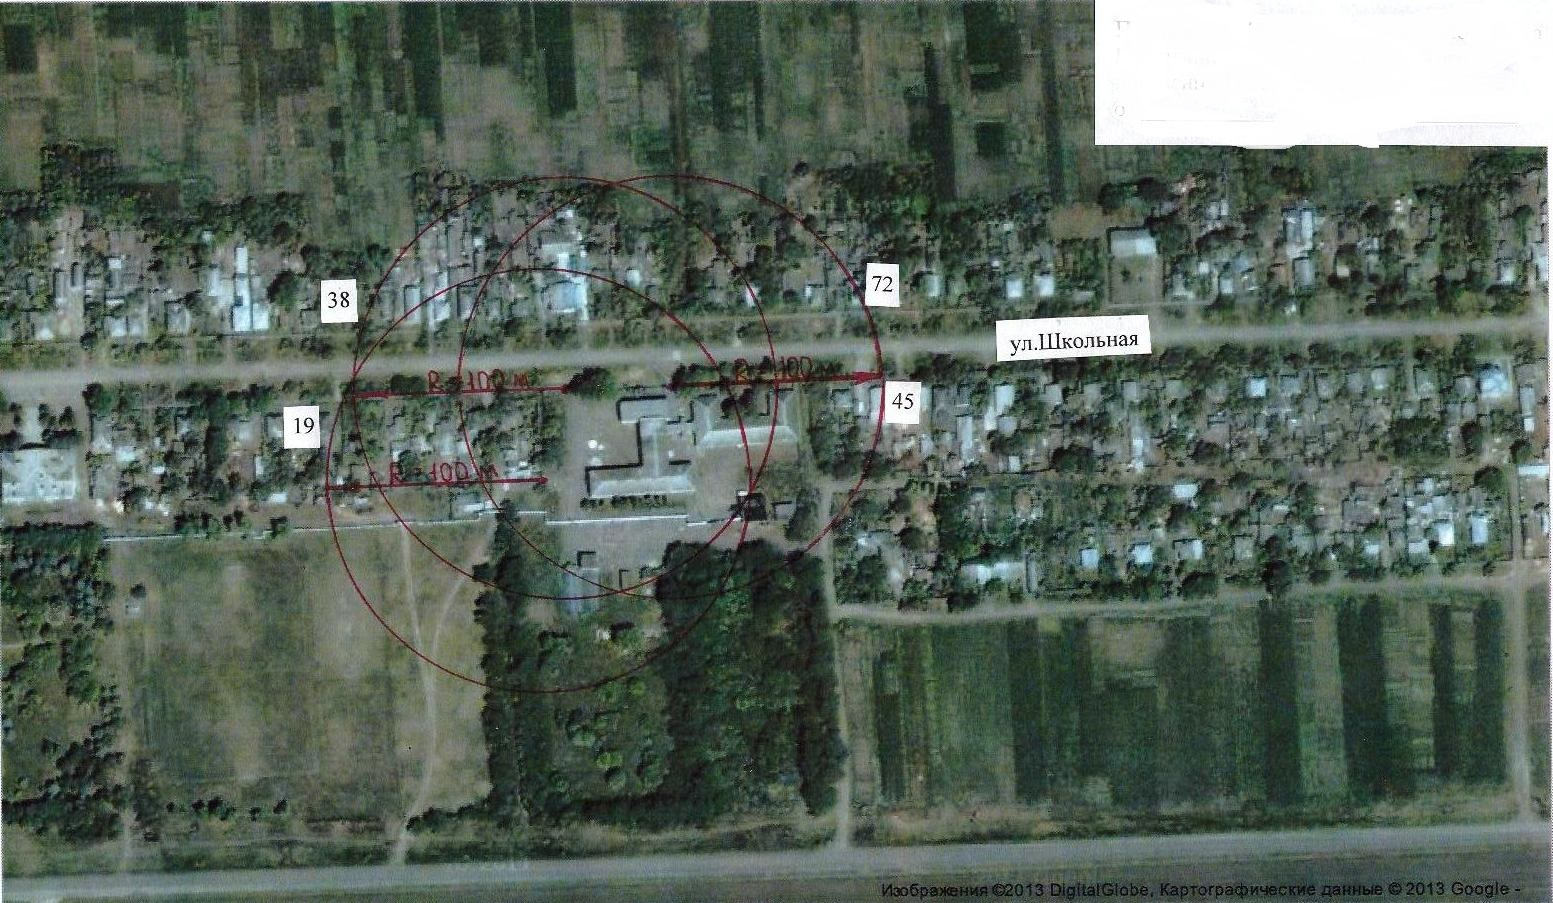 72
38
ул.Школьная
R=100 м
R=100 м
45
19
R=100 м
Изображения ©2013 DigitalGlobe, Картографические данные © 2013 Google -